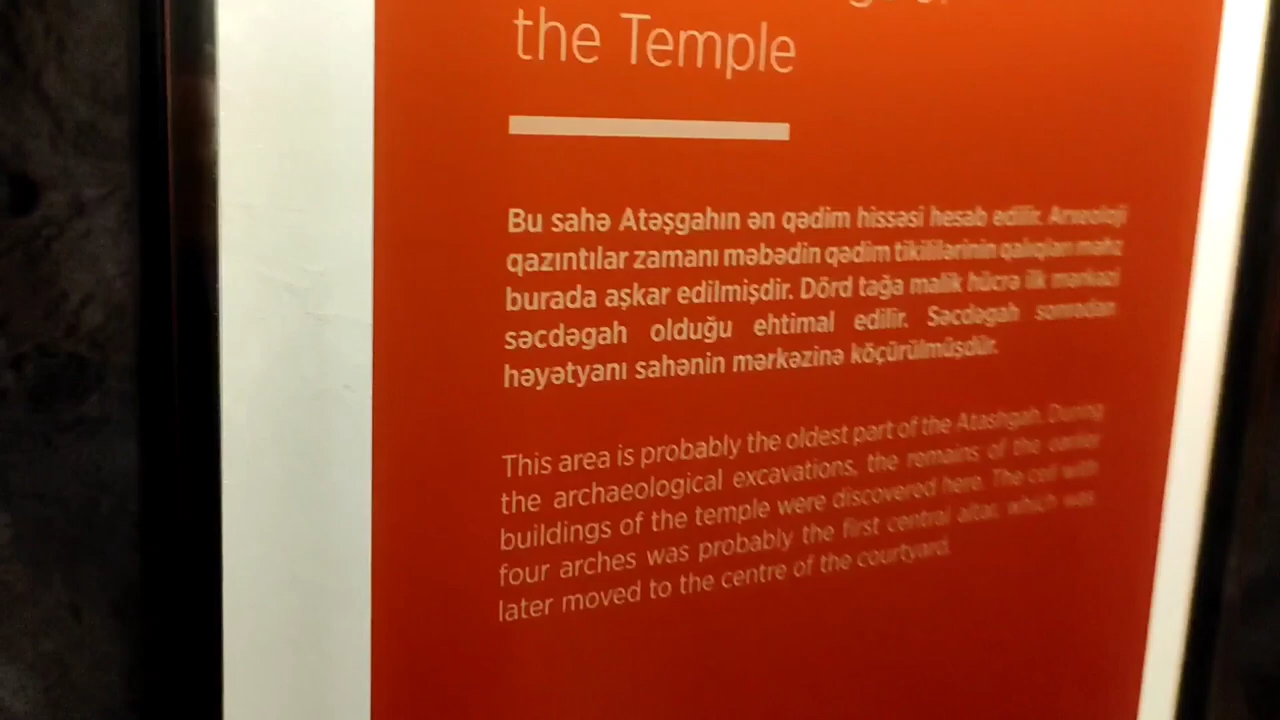 the Temple
Bu sahə Atəşgahın ən qədim hissəsi hesab edilir. Arxeoloji
qazıntılar zamanı məbədin qədim tikililərinin qalıqları məhz
burada aşkar edilmişdir. Dörd tağa malik hücrə ilk mərkəzi
səcdəgah olduğu ehtimal edilir. Səcdəgah sonradan
həyətyanı sahənin mərkəzinə köçürülmüşdür.
This area is probably the oldest part of the Atashgah. During
the archaeological excavations, the remains of the earlier
buildings of the temple were discovered here. The cell with
four arches was probably the first central altar, which was
later moved to the centre of the courtyard.